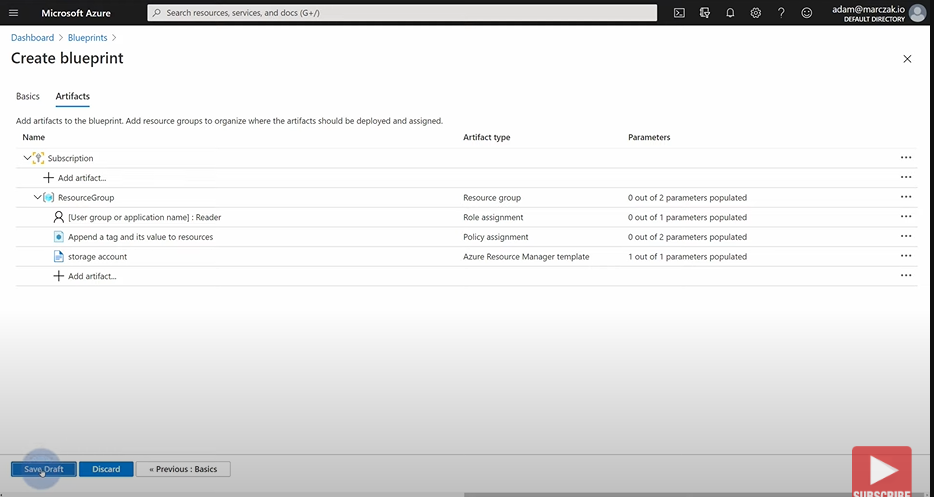 Microsoft Azure
Search resources, services, and docs (G+/)
adam@marczak.io
DEFAULT DIRECTORY
Dashboard > Blueprints >
Create blueprint
Basics Artifacts
Add artifacts to the blueprint. Add resource groups to organize where the artifacts should be deployed and assigned.
Name Artifact type Parameters
Subscription
Add artifact...
ResourceGroup Resource group 0 out of 2 parameters populated
[User group or application name] : Reader Role assignment 0 out of 1 parameters populated
Append a tag and its value to resources Policy assignment 0 out of 2 parameters populated
storage account Azure Resource Manager template 1 out of 1 parameters populated
Add artifact...
Save Draft Discard « Previous : Basics
SUBSCRIBE